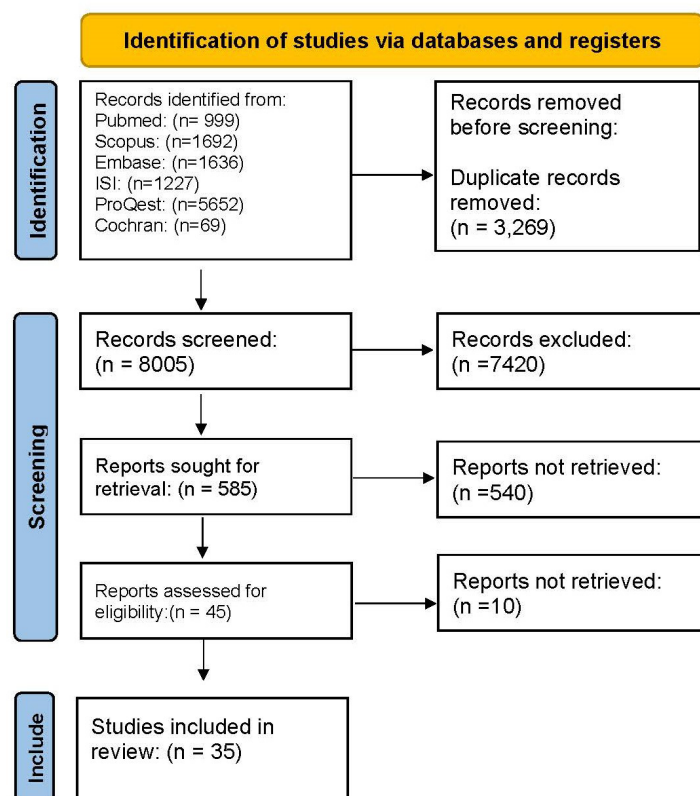 Identification of studies via databases and registers
Identification
Records identified from:
Pubmed: (n= 999)
Scopus: (n=1692)
Embase: (n=1636)
ISI: (n=1227)
ProQest: (n=5652)
Cochran: (n=69)
Records removed
before screening:
Duplicate records
removed:
(n = 3,269)
Screening
Records screened:
(n = 8005)
Records excluded:
(n =7420)
Reports sought for
retrieval: (n = 585)
Reports not retrieved:
(n =540)
Reports assessed for
eligibility:(n = 45)
Reports not retrieved:
(n =10)
Include
Studies included in
review: (n = 35)